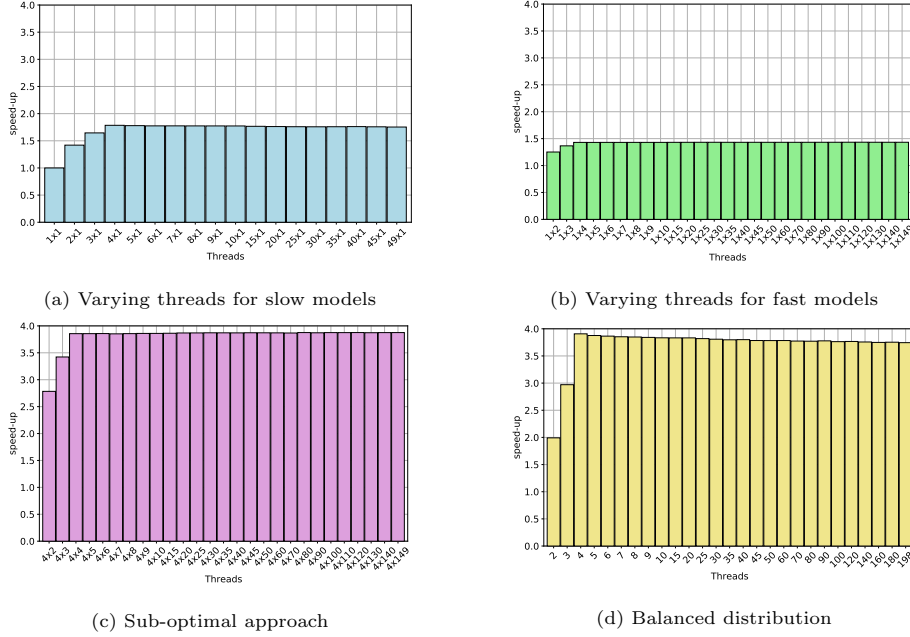 4.0
3.5
3.0
2.5
2.0
1.5
1.0
0.5
0.0
speed-up
1x1 2x1 3x1 4x1 5x1 6x1 7x1 8x1 9x1 10x1 15x1 20x1 25x1 30x1 35x1 40x1 45x1 49x1
Threads
(a) Varying threads for slow models
4.0
3.5
3.0
2.5
2.0
1.5
1.0
0.5
0.0
speed-up
1x2 1x3 1x4 1x5 1x6 1x7 1x8 1x9 1x10 1x15 1x20 1x25 1x30 1x35 1x40 1x45 1x50 1x60 1x70 1x80 1x90 1x100 1x110 1x120 1x130 1x140 1x149
Threads
(b) Varying threads for fast models
4.0
3.5
3.0
2.5
2.0
1.5
1.0
0.5
0.0
speed-up
4x2 4x3 4x4 4x5 4x6 4x7 4x8 4x9 4x10 4x15 4x20 4x25 4x30 4x35 4x40 4x45 4x50 4x60 4x70 4x80 4x90 4x100 4x110 4x120 4x130 4x140 4x149
Threads
(c) Sub-optimal approach
4.0
3.5
3.0
2.5
2.0
1.5
1.0
0.5
0.0
speed-up
2 3 4 5 6 7 8 9 10 15 20 25 30 35 40 45 50 60 70 80 90 100 120 140 160 180 198
Threads
(d) Balanced distribution